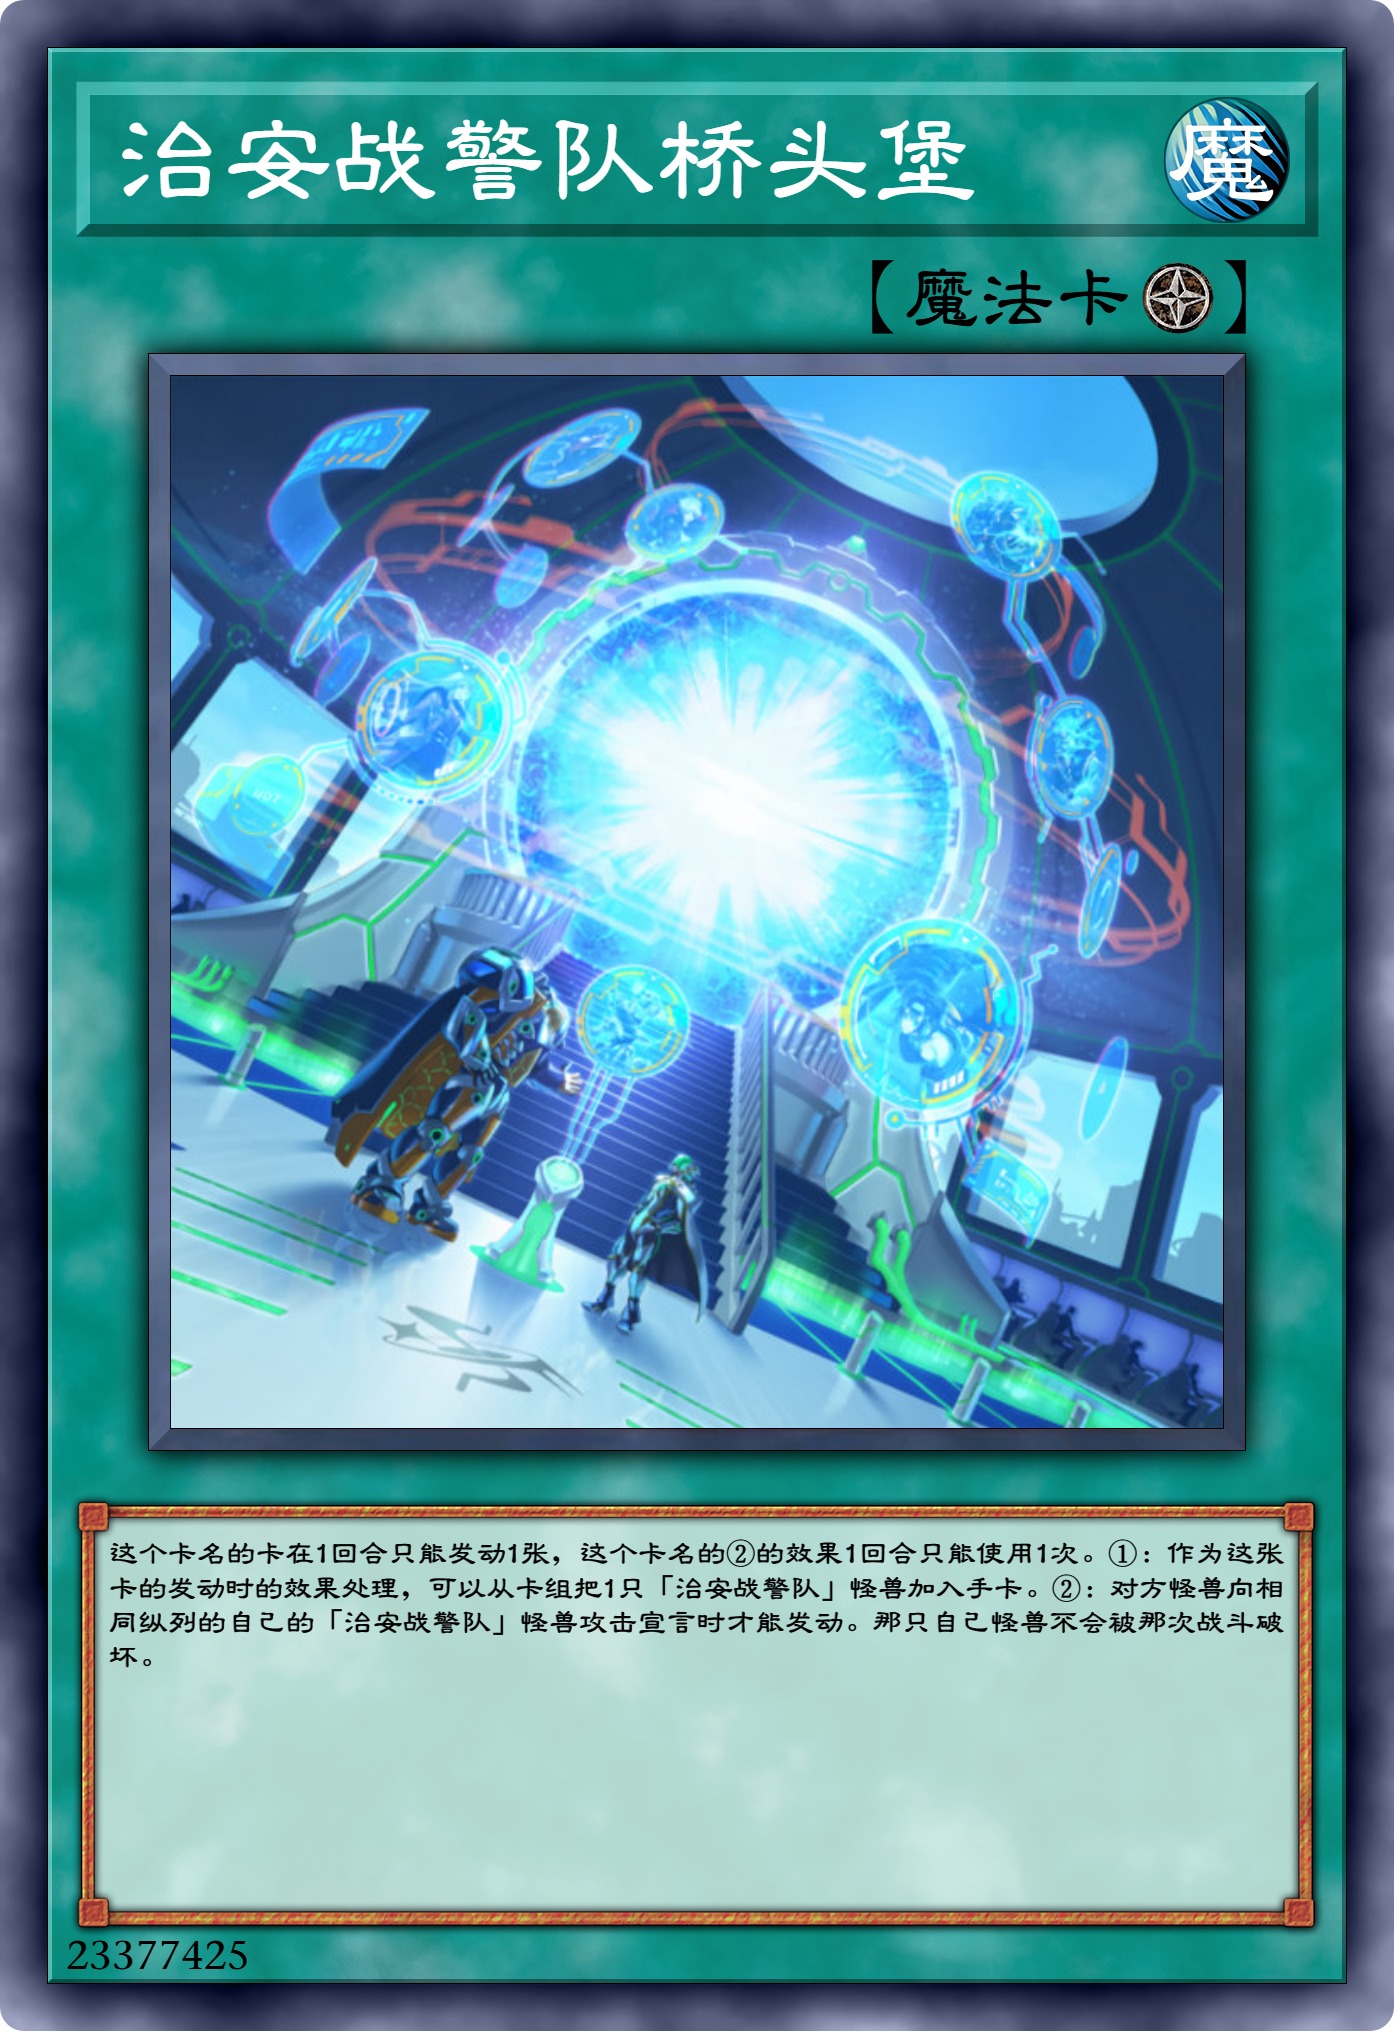 治安战警队桥头堡
魔
【魔法卡】
这个卡名的卡在1回合只能发动1张，这个卡名的②的效果1回合只能使用1次。①：作为这张
卡的发动时的效果处理，可以从卡组把1只「治安战警队」怪兽加入手卡。②：对方怪兽向相
同纵列的自己的「治安战警队」怪兽攻击宣言时才能发动。那只自己怪兽不会被那次战斗破
坏。
23377425